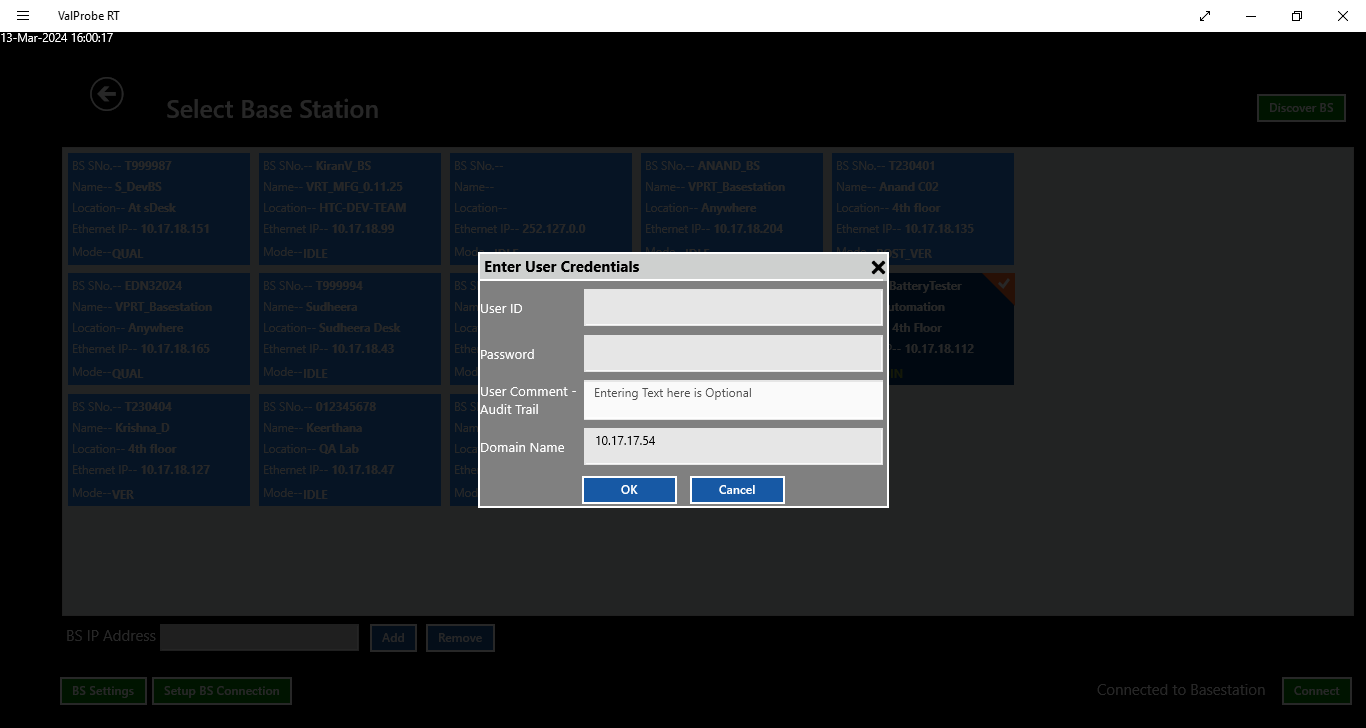 ValProbe RT
13-Mar-2024 16:00:17
Select Base Station
Discover BS
BS SNo.-- T999987
Name-- S_DevBS
Location-- At sDesk
Ethernet IP-- 10.17.18.151
Mode--QUAL
BS SNo.-- KiranV_BS
Name-- VRT_MFG_0.11.25
Location-- HTC-DEV-TEAM
Ethernet IP-- 10.17.18.99
Mode--IDLE
BS SNo.--
Name--
Location--
Ethernet IP-- 252.127.0.0
Mode--IDLE
BS SNo.-- ANAND_BS
Name-- VPRT_Basestation
Location-- Anywhere
Ethernet IP-- 10.17.18.204
Mode--IDLE
BS SNo.-- T230401
Name-- Anand C02
Location-- 4th floor
Ethernet IP-- 10.17.18.135
Mode--POST_VER
BS SNo.-- EDN32024
Name-- VPRT_Basestation
Location-- Anywhere
Ethernet IP-- 10.17.18.165
Mode--QUAL
BS SNo.-- T999994
Name-- Sudheera
Location-- Sudheera Desk
Ethernet IP-- 10.17.18.43
Mode--IDLE
BS S
Nam
Loca
Ethe
Mod
BatteryTester
utomation
4th Floor
P-- 10.17.18.112
IN
BS SNo.-- T230404
Name-- Krishna_D
Location-- 4th floor
Ethernet IP-- 10.17.18.127
Mode--VER
BS SNo.-- 012345678
Name-- Keerthana
Location-- QA Lab
Ethernet IP-- 10.17.18.47
Mode--IDLE
BS S
Nam
Loca
Ethe
Mod
Enter User Credentials
User ID
Password
User Comment -
Audit Trail
Entering Text here is Optional
Domain Name
10.17.17.54
OK
Cancel
BS IP Address
Add
Remove
BS Settings
Setup BS Connection
Connected to Basestation
Connect